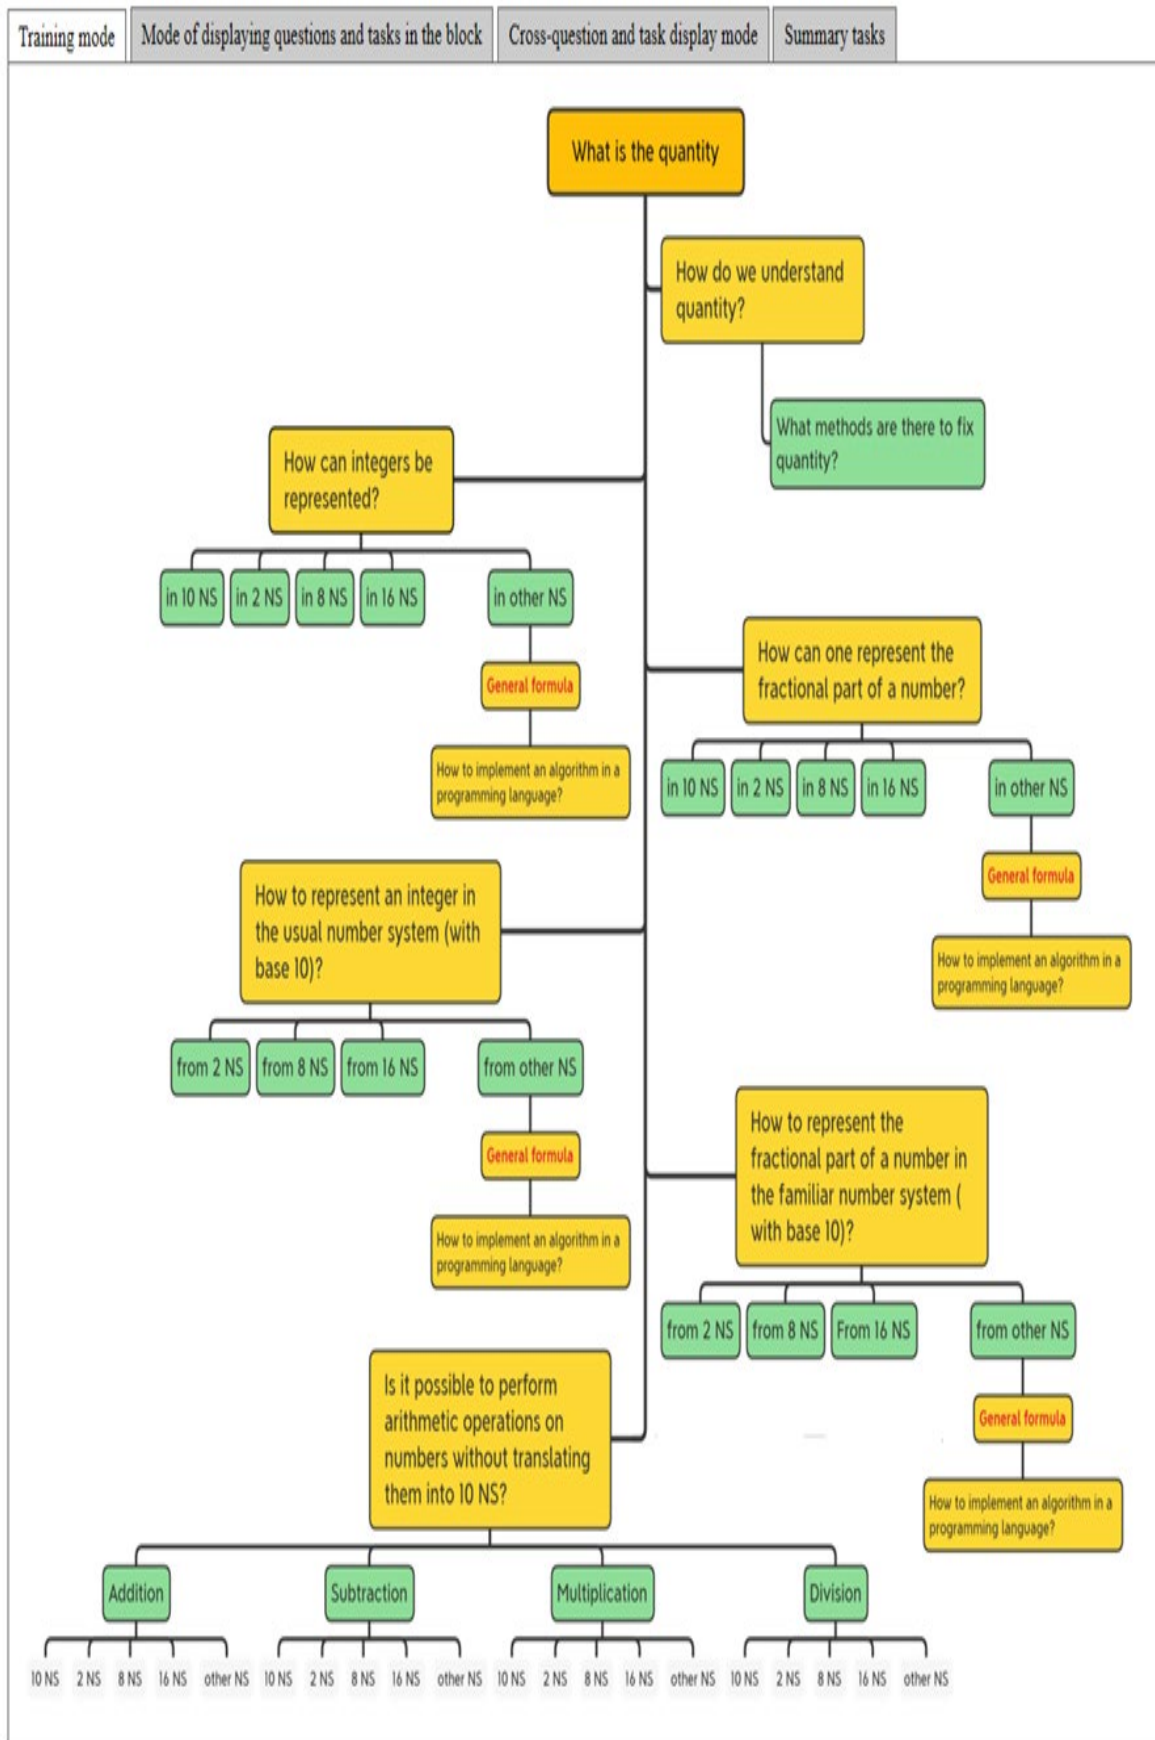 Training mode
Mode of displaying questions and tasks in the block
Cross-question and task display mode
Summary tasks
What is the quantity
How do we understand
quantity?
What methods are there to fix
quantity?
How can integers be
represented?
in 10 NS
in 2 NS
in 8 NS
in 16 NS
in other NS
General formula
How to implement an algorithm in a
programming language?
How can one represent the
fractional part of a number?
in 10 NS
in 2 NS
in 8 NS
in 16 NS
in other NS
General formula
How to implement an algorithm in a
programming language?
How to represent an integer in
the usual number system (with
base 10)?
from 2 NS
from 8 NS
from 16 NS
from other NS
General formula
How to implement an algorithm in a
programming language?
How to represent the
fractional part of a number in
the familiar number system (
with base 10)?
from 2 NS
from 8 NS
From 16 NS
from other NS
General formula
How to implement an algorithm in a
programming language?
Is it possible to perform
arithmetic operations on
numbers without translating
them into 10 NS?
Addition
Subtraction
Multiplication
Division
10 NS
2 NS
8 NS
16 NS
other NS
10 NS
2 NS
8 NS
16 NS
other NS
10 NS
2 NS
8 NS
16 NS
other NS
10 NS
2 NS
8 NS
16 NS
other NS